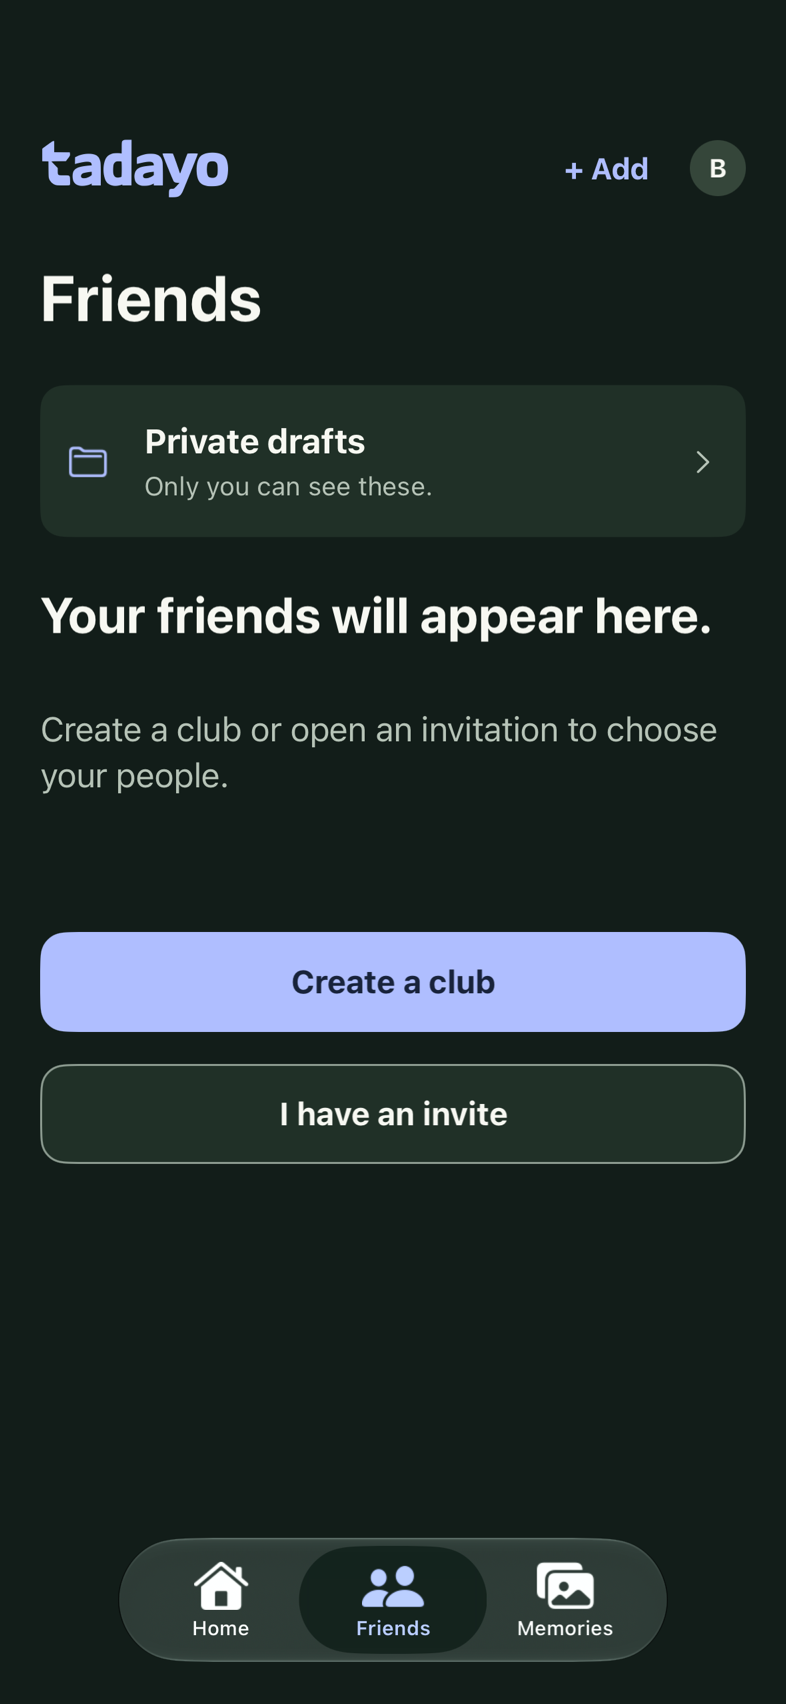 tadayo
+ Add
B
Friends
Private drafts
Only you can see these.
Your friends will appear here.
Create a club or open an invitation to choose
your people.
Create a club
I have an invite
Home
Friends
Memories